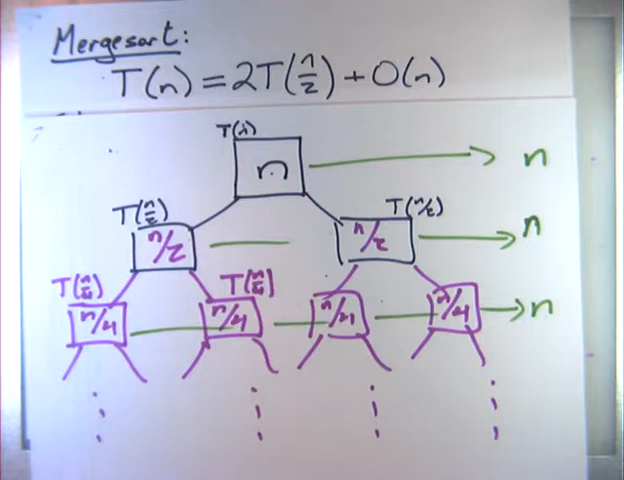 Mergesort:
T(n) = 2T(n/2) + O(n)
T(n)
n → n
T(n/2) T(n/2)
n/2 n/2 → n
T(n/4) T(n/4)
n/4 n/4 n/4 n/4 → n